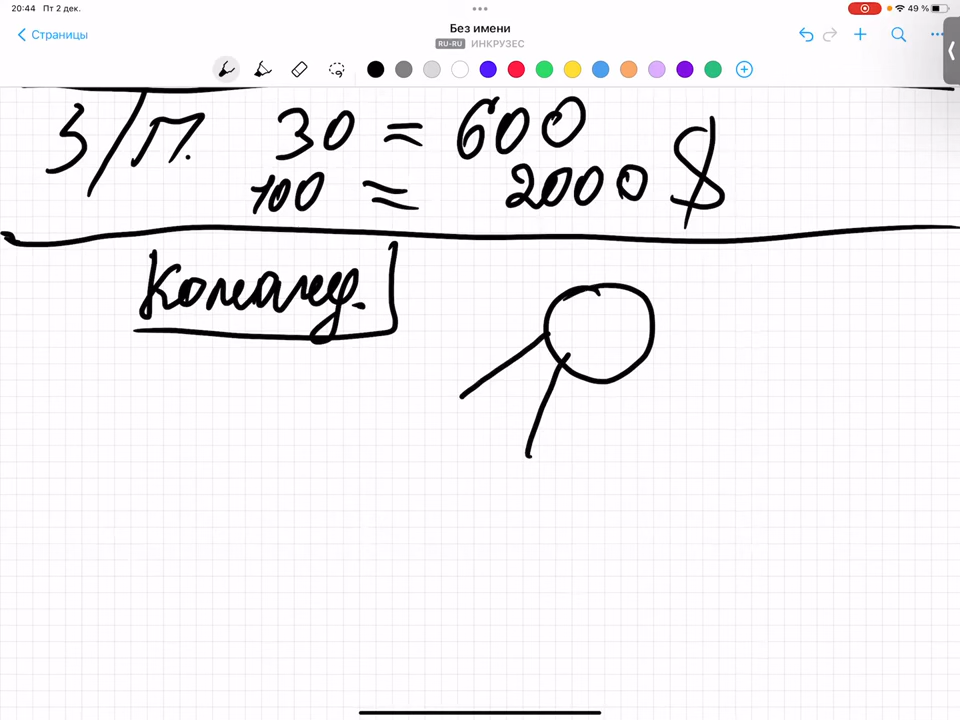 20:44 Пт 2 дек. 49 %
Страницы
Без имени
RU-RU ИНКРУЗЕС
З/П. 30 = 600
100 = 2000 $
Команд.